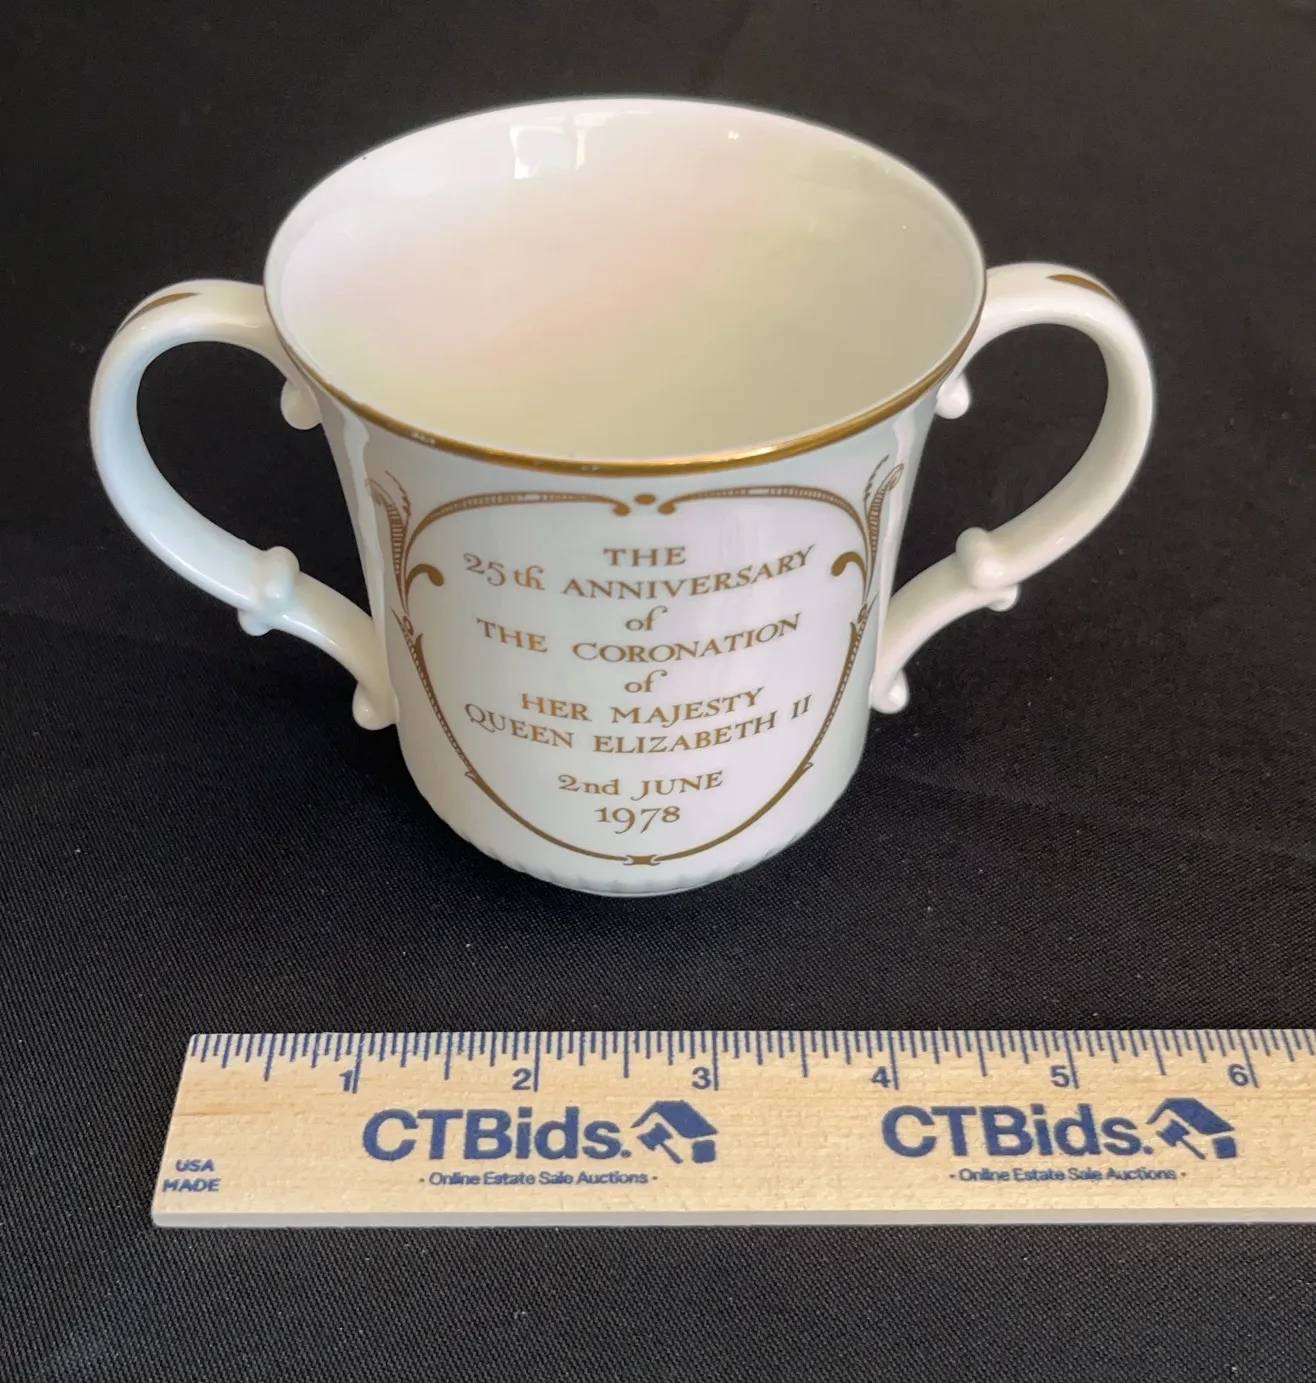 THE
25th ANNIVERSARY
of
THE CORONATION
of
HER MAJESTY
QUEEN ELIZABETH II
2nd JUNE
1978
1 2 3 4 5 6
CTBids. CTBids.
- Online Estate Sale Auctions - - Online Estate Sale Auctions -
USA
MADE